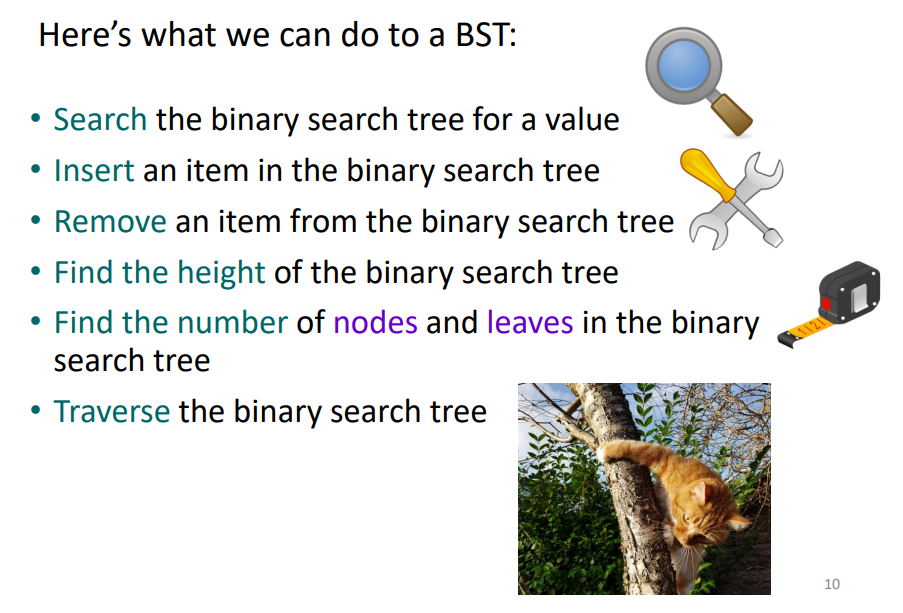 Here’s what we can do to a BST:
• Search the binary search tree for a value
• Insert an item in the binary search tree
• Remove an item from the binary search tree
• Find the height of the binary search tree
• Find the number of nodes and leaves in the binary
search tree
• Traverse the binary search tree
10